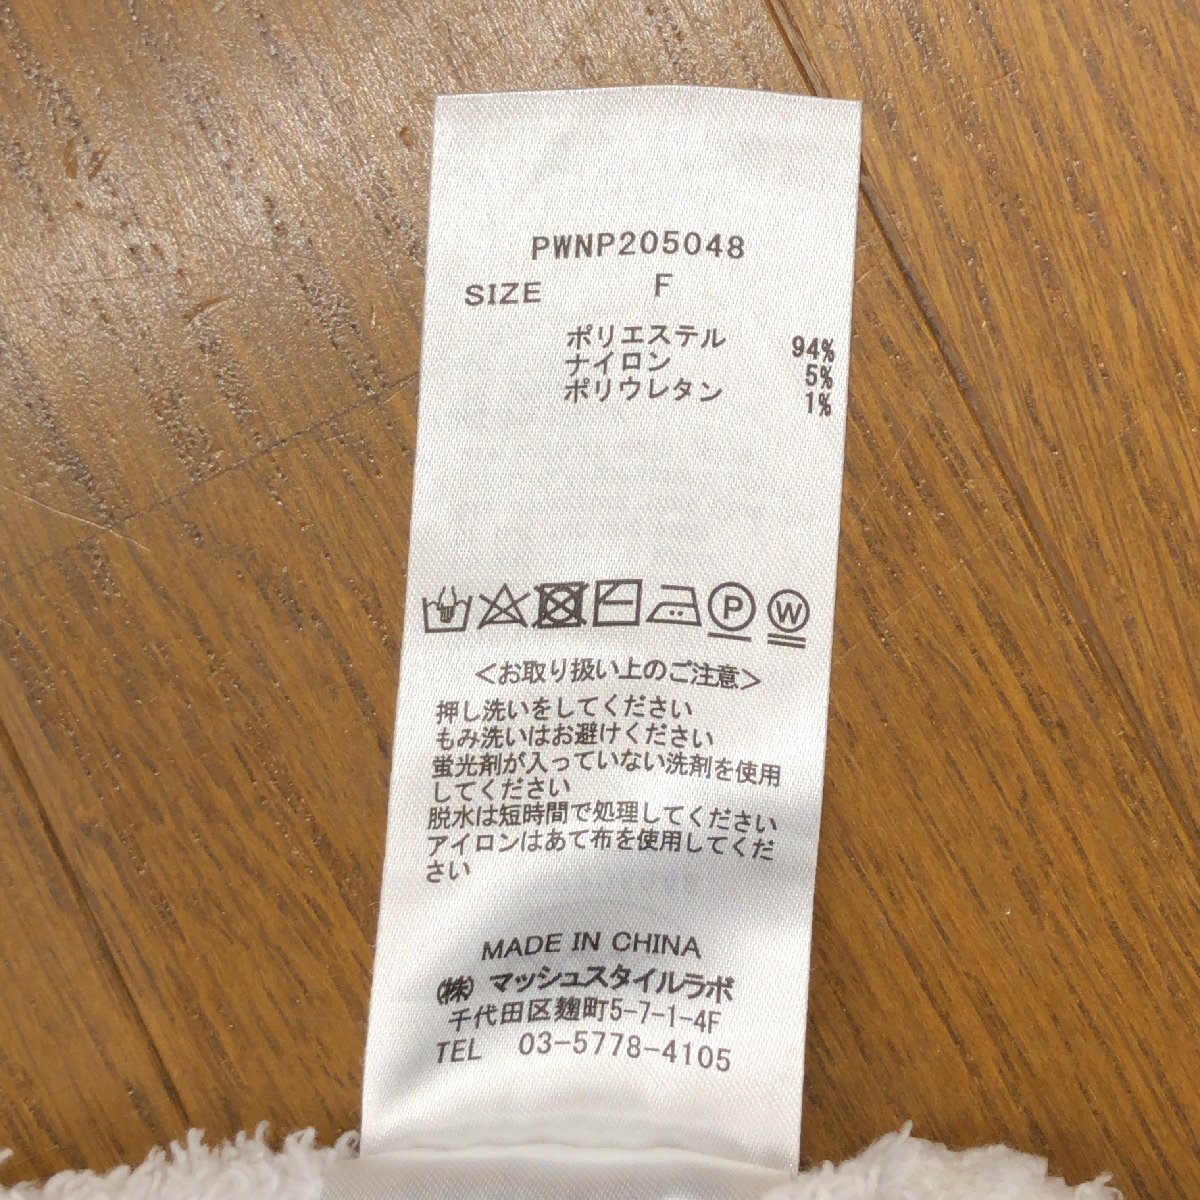 PWNP205048
SIZE F
ポリエステル 94%
ナイロン 5%
ポリウレタン 1%
P W
<お取り扱い上のご注意>
押し洗いをしてください
もみ洗いはお避けください
蛍光剤が入っていない洗剤を使用
してください
脱水は短時間で処理してください
アイロンはあて布を使用してくだ
さい
MADE IN CHINA
(株) マッシュスタイルラボ
千代田区麹町5-7-1-4F
TEL 03-5778-4105